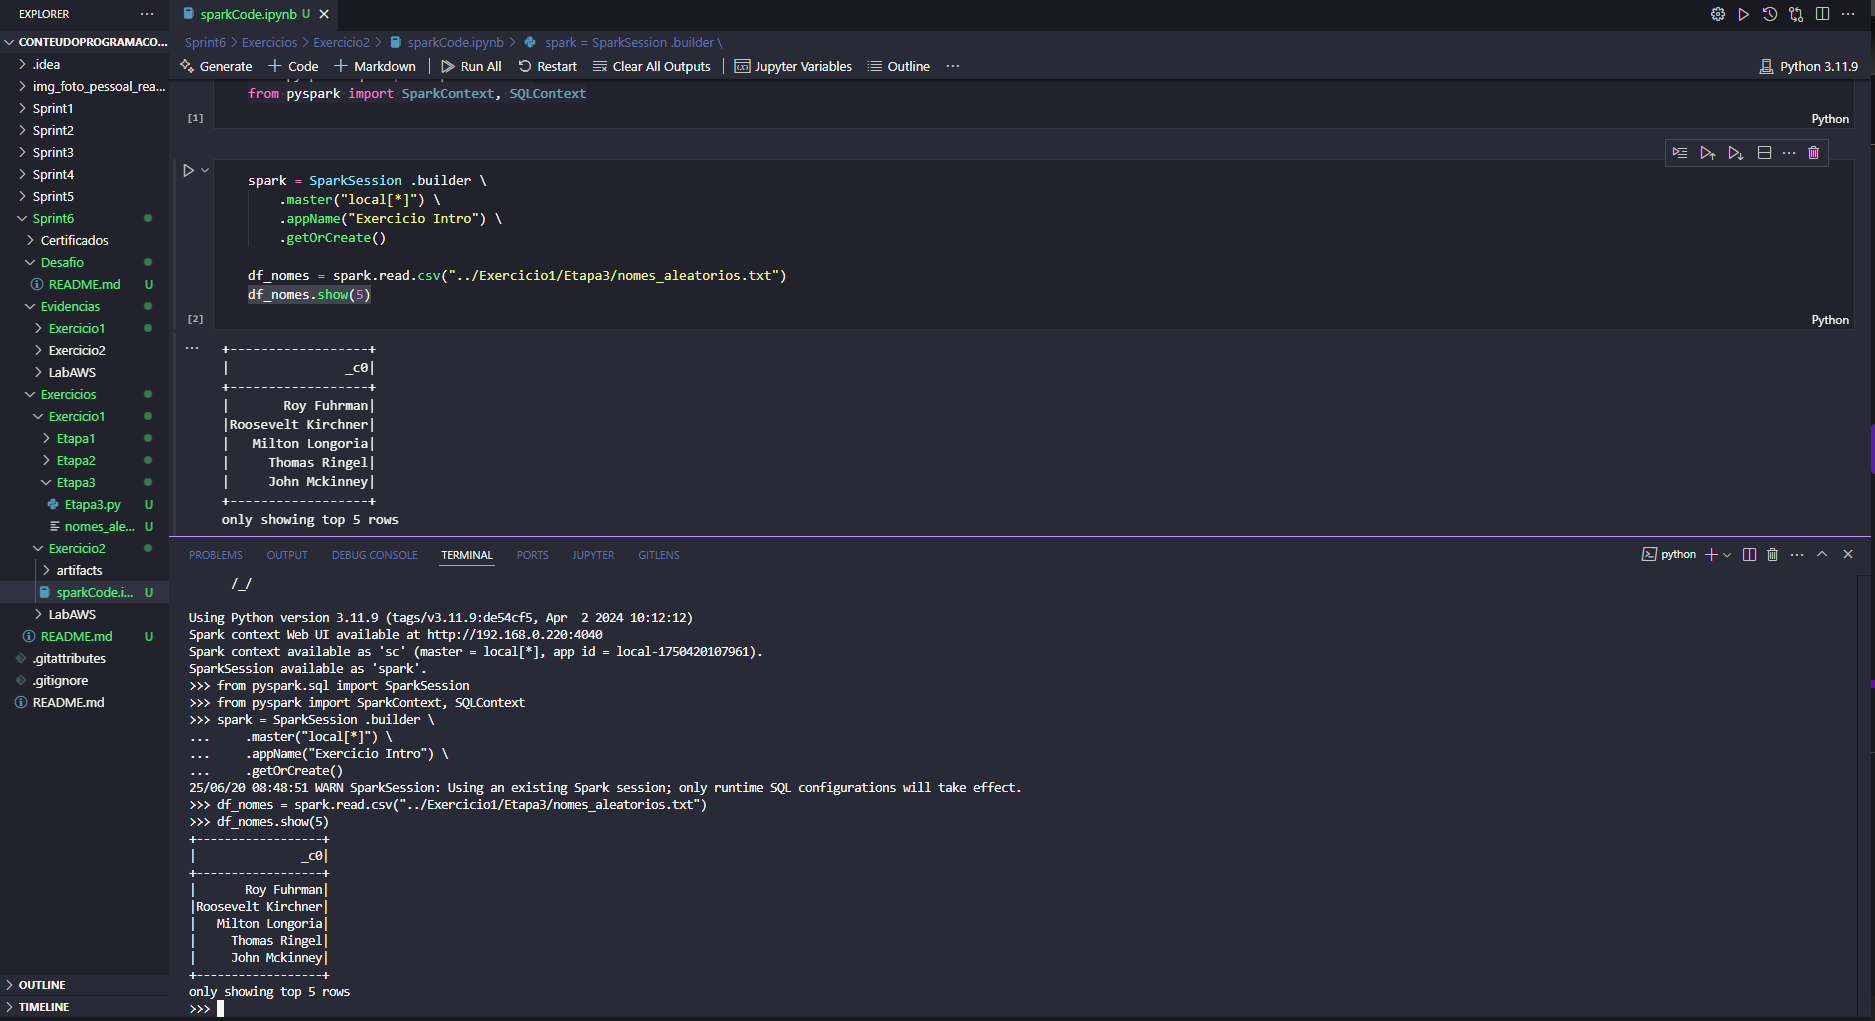 EXPLORER
sparkCode.ipynb U
CONTEUDOPROGRAMACO...
.idea
img_foto_pessoal_rea...
Sprint1
Sprint2
Sprint3
Sprint4
Sprint5
Sprint6
Certificados
Desafio
README.md U
Evidencias
Exercicio1
Exercicio2
LabAWS
Exercicios
Exercicio1
Etapa1
Etapa2
Etapa3
Etapa3.py U
nomes_ale... U
Exercicio2
artifacts
sparkCode.i... U
LabAWS
README.md U
.gitattributes
.gitignore
README.md
OUTLINE
TIMELINE
Sprint6 > Exercicios > Exercicio2 > sparkCode.ipynb > spark = SparkSession .builder \
Generate + Code + Markdown | Run All Restart Clear All Outputs | Jupyter Variables Outline ...
Python 3.11.9
from pyspark import SparkContext, SQLContext
[1]
Python
spark = SparkSession .builder \
.master("local[*]") \
.appName("Exercicio Intro") \
.getOrCreate()
df_nomes = spark.read.csv("../Exercicio1/Etapa3/nomes_aleatorios.txt")
df_nomes.show(5)
[2]
Python
+------------------+
|               _c0|
+------------------+
|       Roy Fuhrman|
|Roosevelt Kirchner|
|   Milton Longoria|
|     Thomas Ringel|
|     John Mckinney|
+------------------+
only showing top 5 rows
PROBLEMS OUTPUT DEBUG CONSOLE TERMINAL PORTS JUPYTER GITLENS
python
/_/
Using Python version 3.11.9 (tags/v3.11.9:de54cf5, Apr  2 2024 10:12:12)
Spark context Web UI available at http://192.168.0.220:4040
Spark context available as 'sc' (master = local[*], app id = local-1750420107961).
SparkSession available as 'spark'.
>>> from pyspark.sql import SparkSession
>>> from pyspark import SparkContext, SQLContext
>>> spark = SparkSession .builder \
...     .master("local[*]") \
...     .appName("Exercicio Intro") \
...     .getOrCreate()
25/06/20 08:48:51 WARN SparkSession: Using an existing Spark session; only runtime SQL configurations will take effect.
>>> df_nomes = spark.read.csv("../Exercicio1/Etapa3/nomes_aleatorios.txt")
>>> df_nomes.show(5)
+------------------+
|               _c0|
+------------------+
|       Roy Fuhrman|
|Roosevelt Kirchner|
|   Milton Longoria|
|     Thomas Ringel|
|     John Mckinney|
+------------------+
only showing top 5 rows
>>>